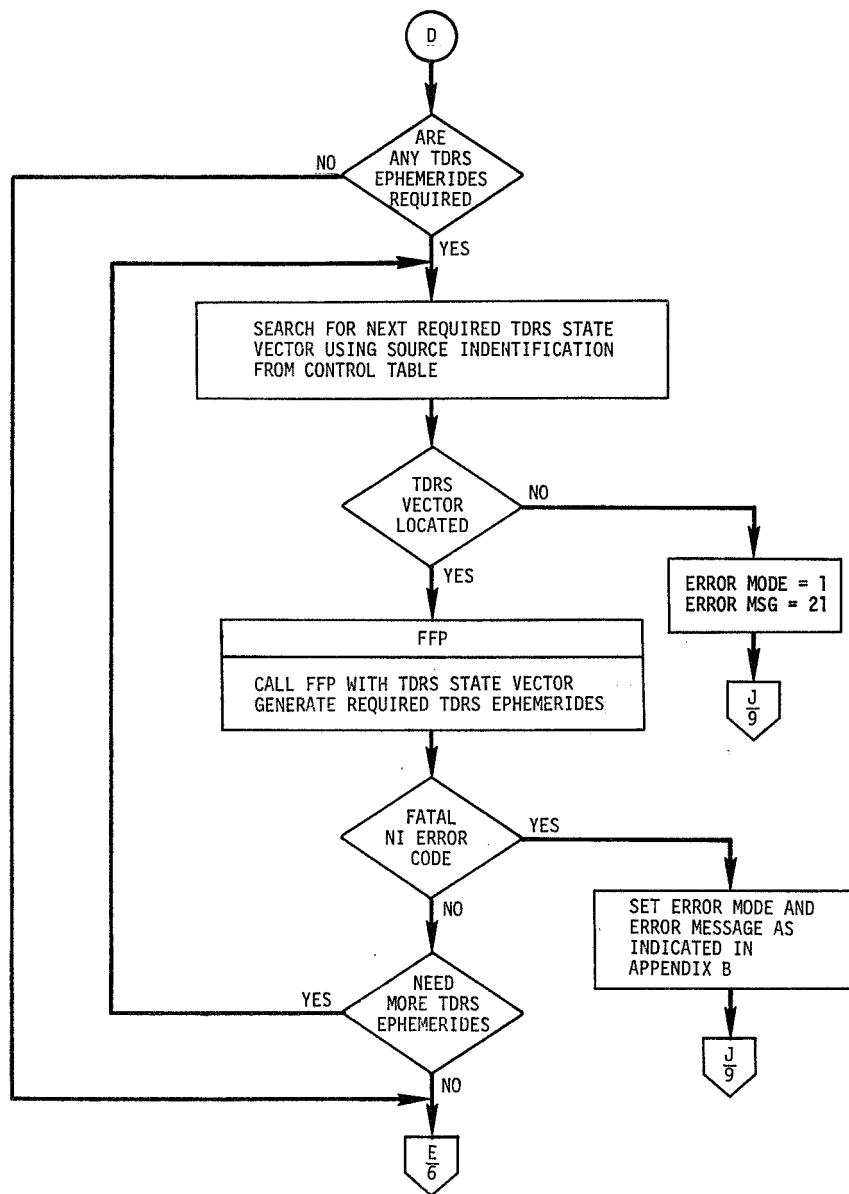 D
ARE
ANY TDRS
EPHEMERIDES
REQUIRED
NO
YES
SEARCH FOR NEXT REQUIRED TDRS STATE
VECTOR USING SOURCE INDENTIFICATION
FROM CONTROL TABLE
TDRS
VECTOR
LOCATED
NO
YES
ERROR MODE = 1
ERROR MSG = 21
J
9
FFP
CALL FFP WITH TDRS STATE VECTOR
GENERATE REQUIRED TDRS EPHEMERIDES
FATAL
NI ERROR
CODE
YES
NO
SET ERROR MODE AND
ERROR MESSAGE AS
INDICATED IN
APPENDIX B
J
9
NEED
MORE TDRS
EPHEMERIDES
YES
NO
E
6